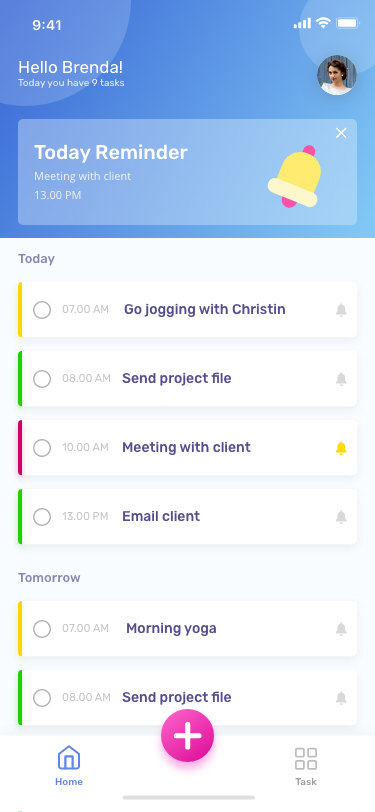 9:41
Hello Brenda!
Today you have 9 tasks
Today Reminder
Meeting with client
13.00 PM
Today
07.00 AM Go jogging with Christin
08.00 AM Send project file
10.00 AM Meeting with client
13.00 PM Email client
Tomorrow
07.00 AM Morning yoga
08.00 AM Send project file
Home Task